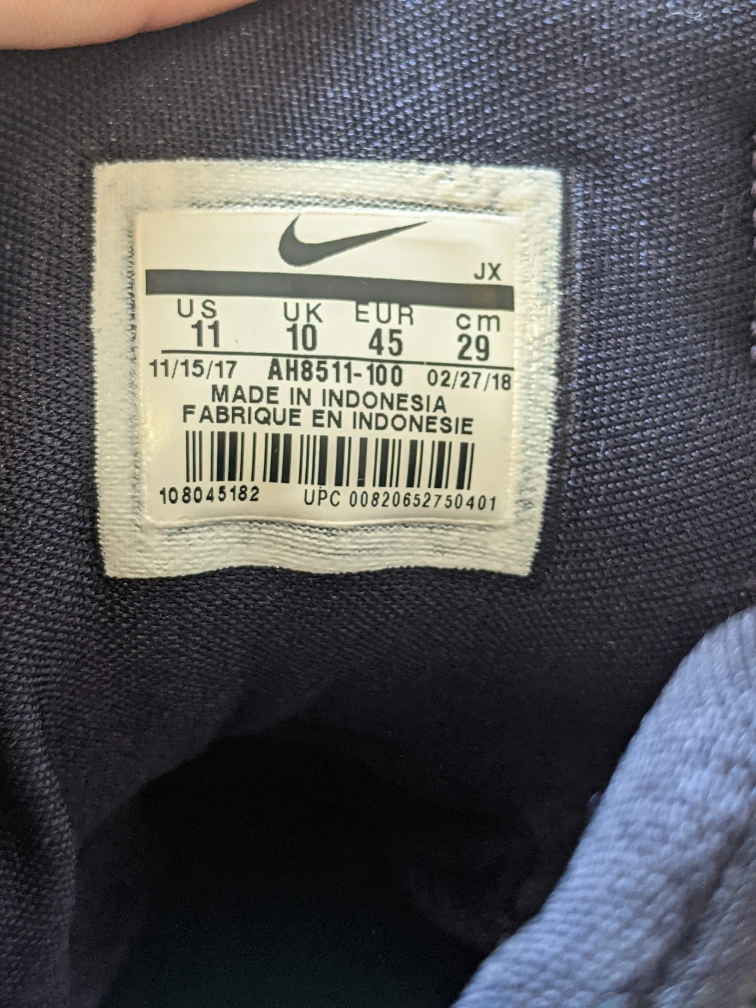 JX
US UK EUR cm
11 10 45 29
11/15/17 AH8511-100 02/27/18
MADE IN INDONESIA
FABRIQUE EN INDONESIE
108045182 UPC 00820652750401